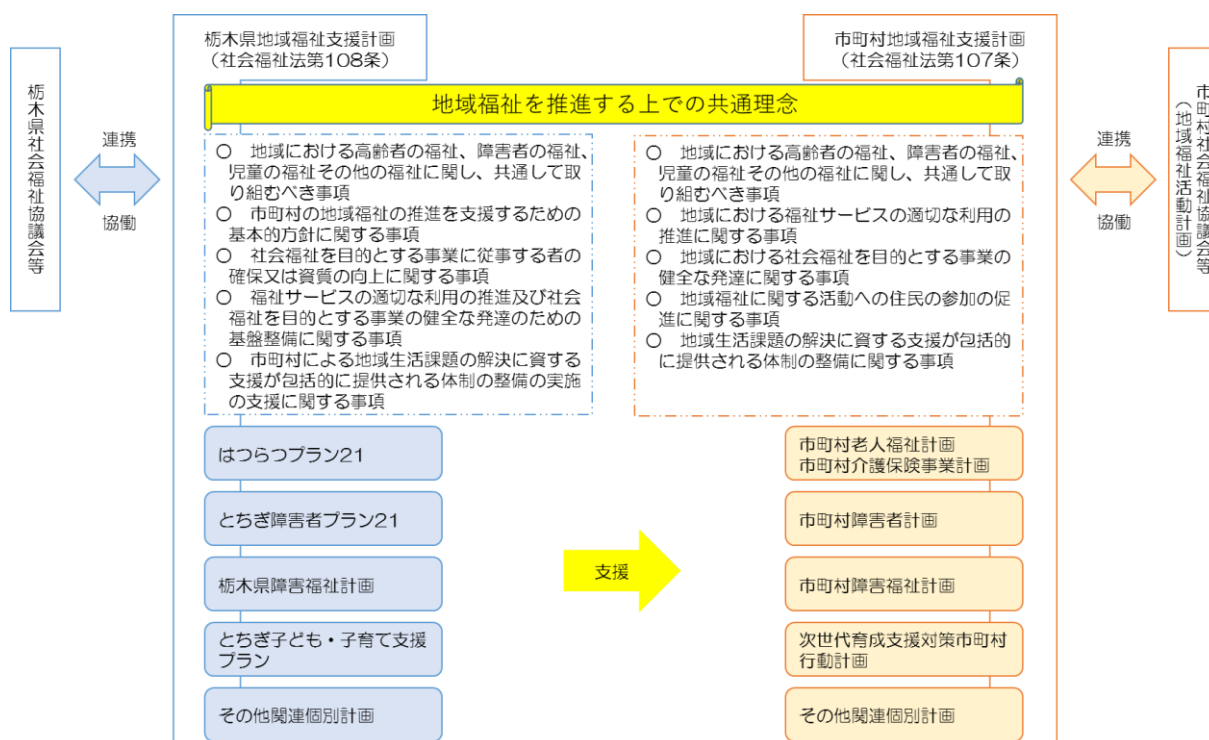 栃木県社会福祉協議会等
連携
協働
栃木県地域福祉支援計画
(社会福祉法第108条)
市町村地域福祉支援計画
(社会福祉法第107条)
地域福祉を推進する上での共通理念
○ 地域における高齢者の福祉、障害者の福祉、
児童の福祉その他の福祉に関し、共通して取
り組むべき事項
○ 市町村の地域福祉の推進を支援するための
基本的方針に関する事項
○ 社会福祉を目的とする事業に従事する者の
確保又は資質の向上に関する事項
○ 福祉サービスの適切な利用の推進及び社会
福祉を目的とする事業の健全な発達のための
基盤整備に関する事項
○ 市町村による地域生活課題の解決に資する
支援が包括的に提供される体制の整備の実施
の支援に関する事項
○ 地域における高齢者の福祉、障害者の福祉、
児童の福祉その他の福祉に関し、共通して取
り組むべき事項
○ 地域における福祉サービスの適切な利用の
推進に関する事項
○ 地域における社会福祉を目的とする事業の
健全な発達に関する事項
○ 地域福祉に関する活動への住民の参加の促
進に関する事項
○ 地域生活課題の解決に資する支援が包括的
に提供される体制の整備に関する事項
はつらつプラン21
とちぎ障害者プラン21
栃木県障害福祉計画
とちぎ子ども・子育て支援
プラン
その他関連個別計画
支援
市町村老人福祉計画
市町村介護保険事業計画
市町村障害者計画
市町村障害福祉計画
次世代育成支援対策市町村
行動計画
その他関連個別計画
連携
協働
市町村社会福祉協議会等
(地域福祉活動計画)